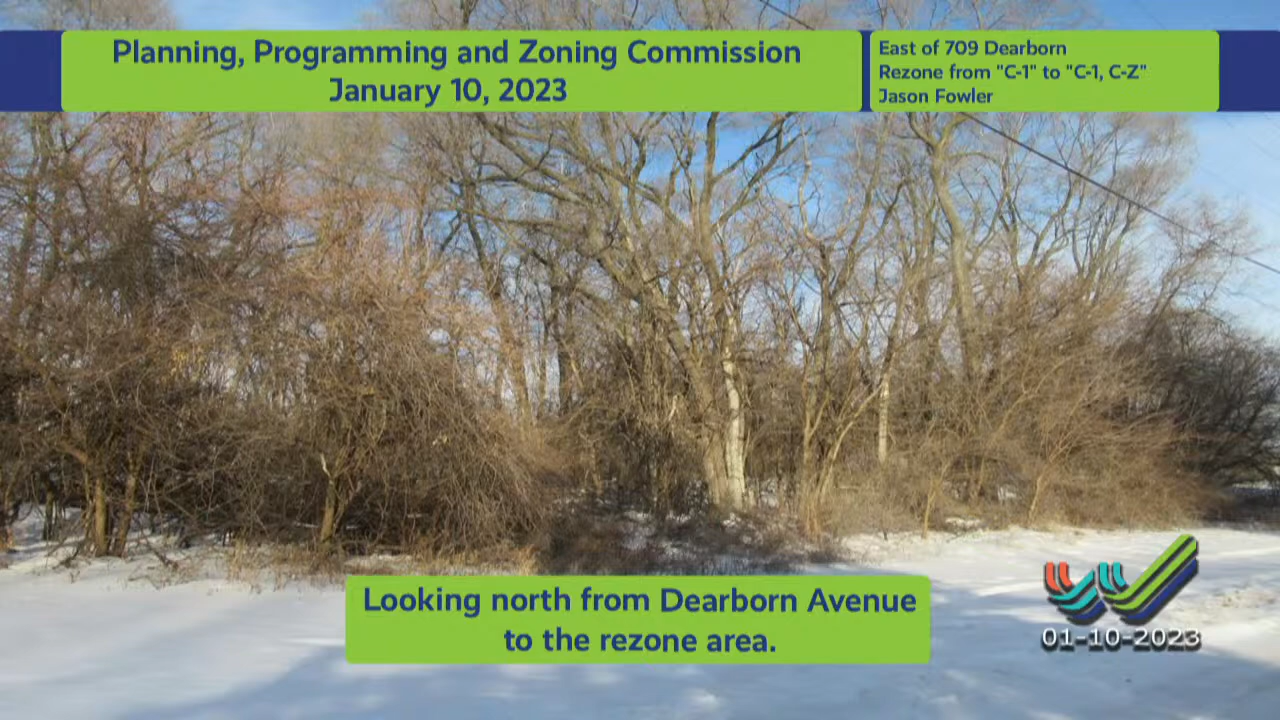 Planning, Programming and Zoning Commission
January 10, 2023
East of 709 Dearborn
Rezone from "C-1" to "C-1, C-Z"
Jason Fowler
Looking north from Dearborn Avenue
to the rezone area.
01-10-2023